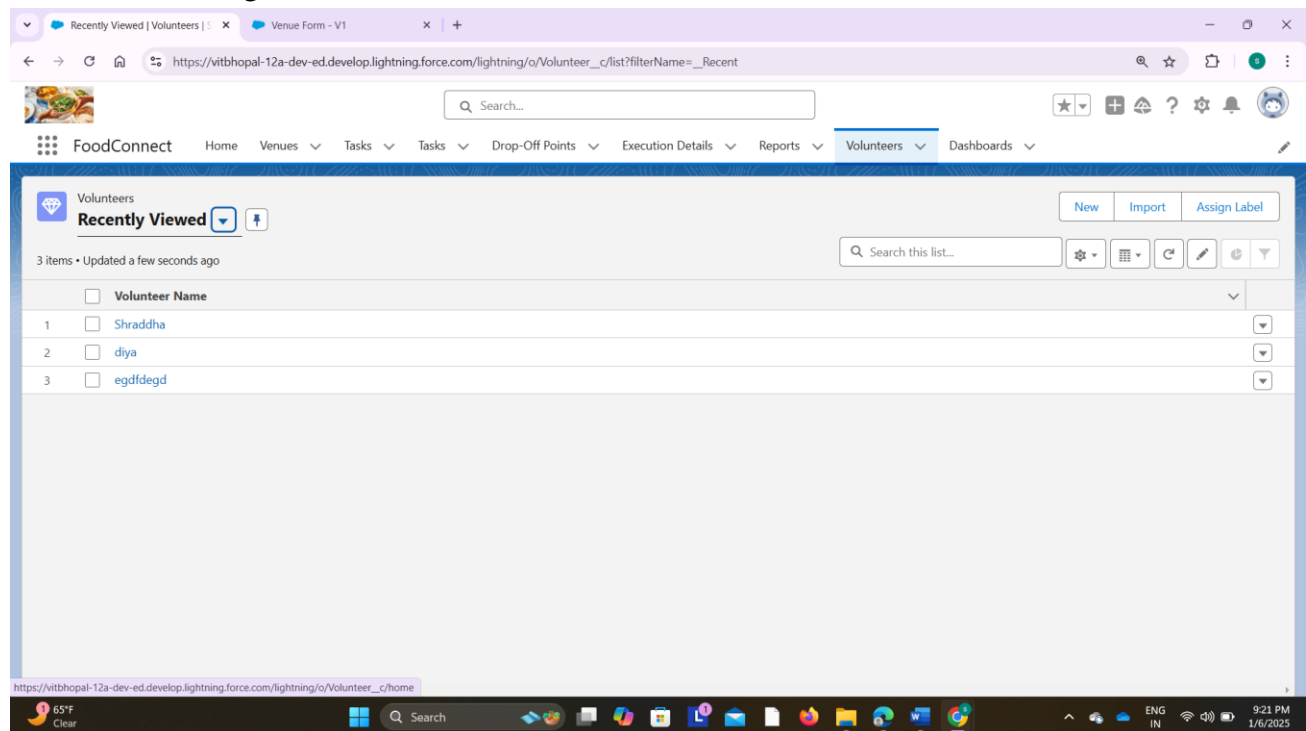 Recently Viewed | Volunteers | S
Venue Form - V1
https://vitbhopal-12a-dev-ed.develop.lightning.force.com/lightning/o/Volunteer__c/list?filterName=__Recent
S
Search...
FoodConnect Home Venues Tasks Tasks Drop-Off Points Execution Details Reports Volunteers Dashboards
Volunteers
Recently Viewed
New Import Assign Label
3 items • Updated a few seconds ago
Search this list...
Volunteer Name
1 Shraddha
2 diya
3 egdfdegd
https://vitbhopal-12a-dev-ed.develop.lightning.force.com/lightning/o/Volunteer__c/home
1 65°F
Clear
Search
ENG
IN
9:21 PM
1/6/2025